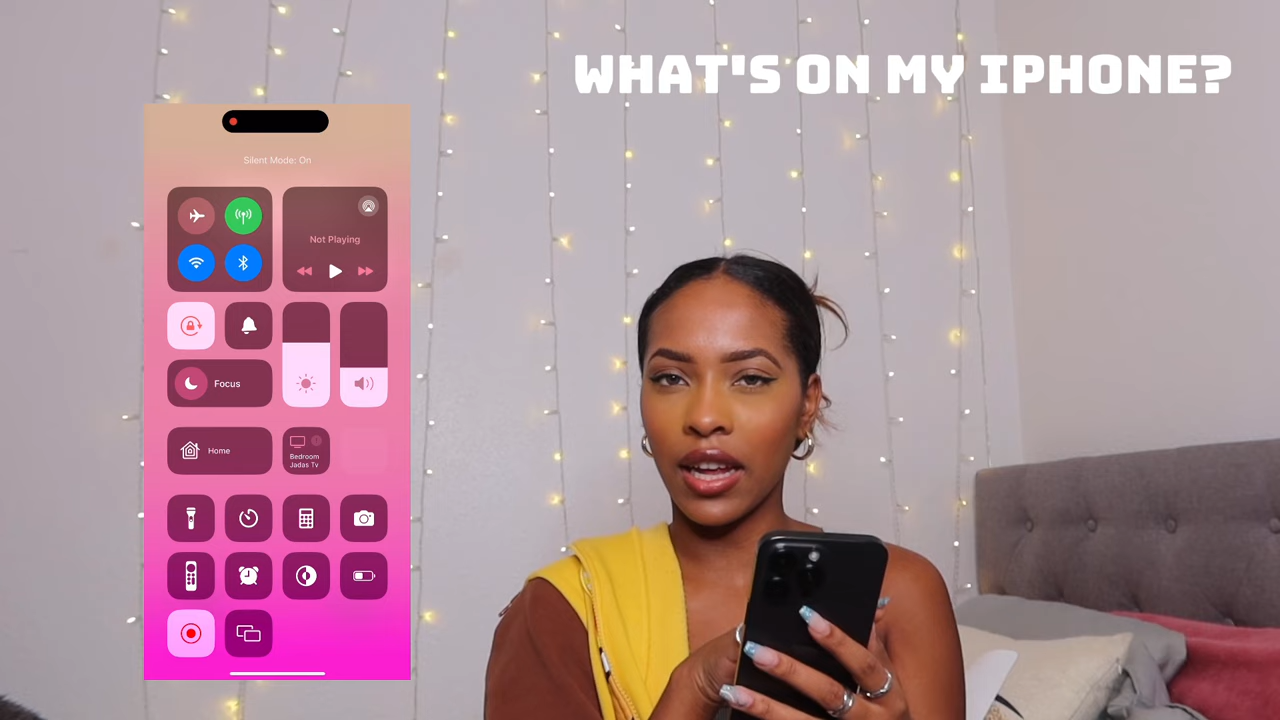 WHAT'S ON MY IPHONE?
Silent Mode: On
Not Playing
Focus
Home
Bedroom
Jadas Tv